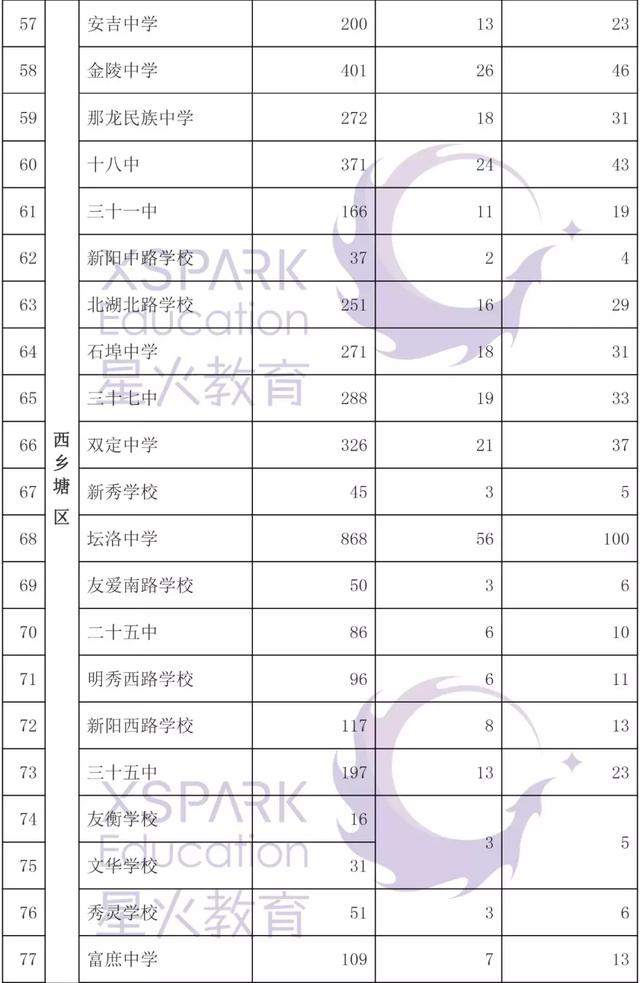 57 安吉中学 200 13 23
58 金陵中学 401 26 46
59 那龙民族中学 272 18 31
60 十八中 371 24 43
61 三十一中 166 11 19
62 新阳中路学校 37 2 4
63 北湖北路学校 251 16 29
64 石埠中学 271 18 31
65 三十七中 288 19 33
66 双定中学 326 21 37
67 新秀学校 45 3 5
68 坛洛中学 868 56 100
69 友爱南路学校 50 3 6
70 二十五中 86 6 10
71 明秀西路学校 96 6 11
72 新阳西路学校 117 8 13
73 三十五中 197 13 23
74 友衡学校 16 3 5
75 文华学校 31
76 秀灵学校 51 3 6
77 富庶中学 109 7 13
西乡塘区
XSPARK
Education
星火教育
XSPARK
Education
星火教育